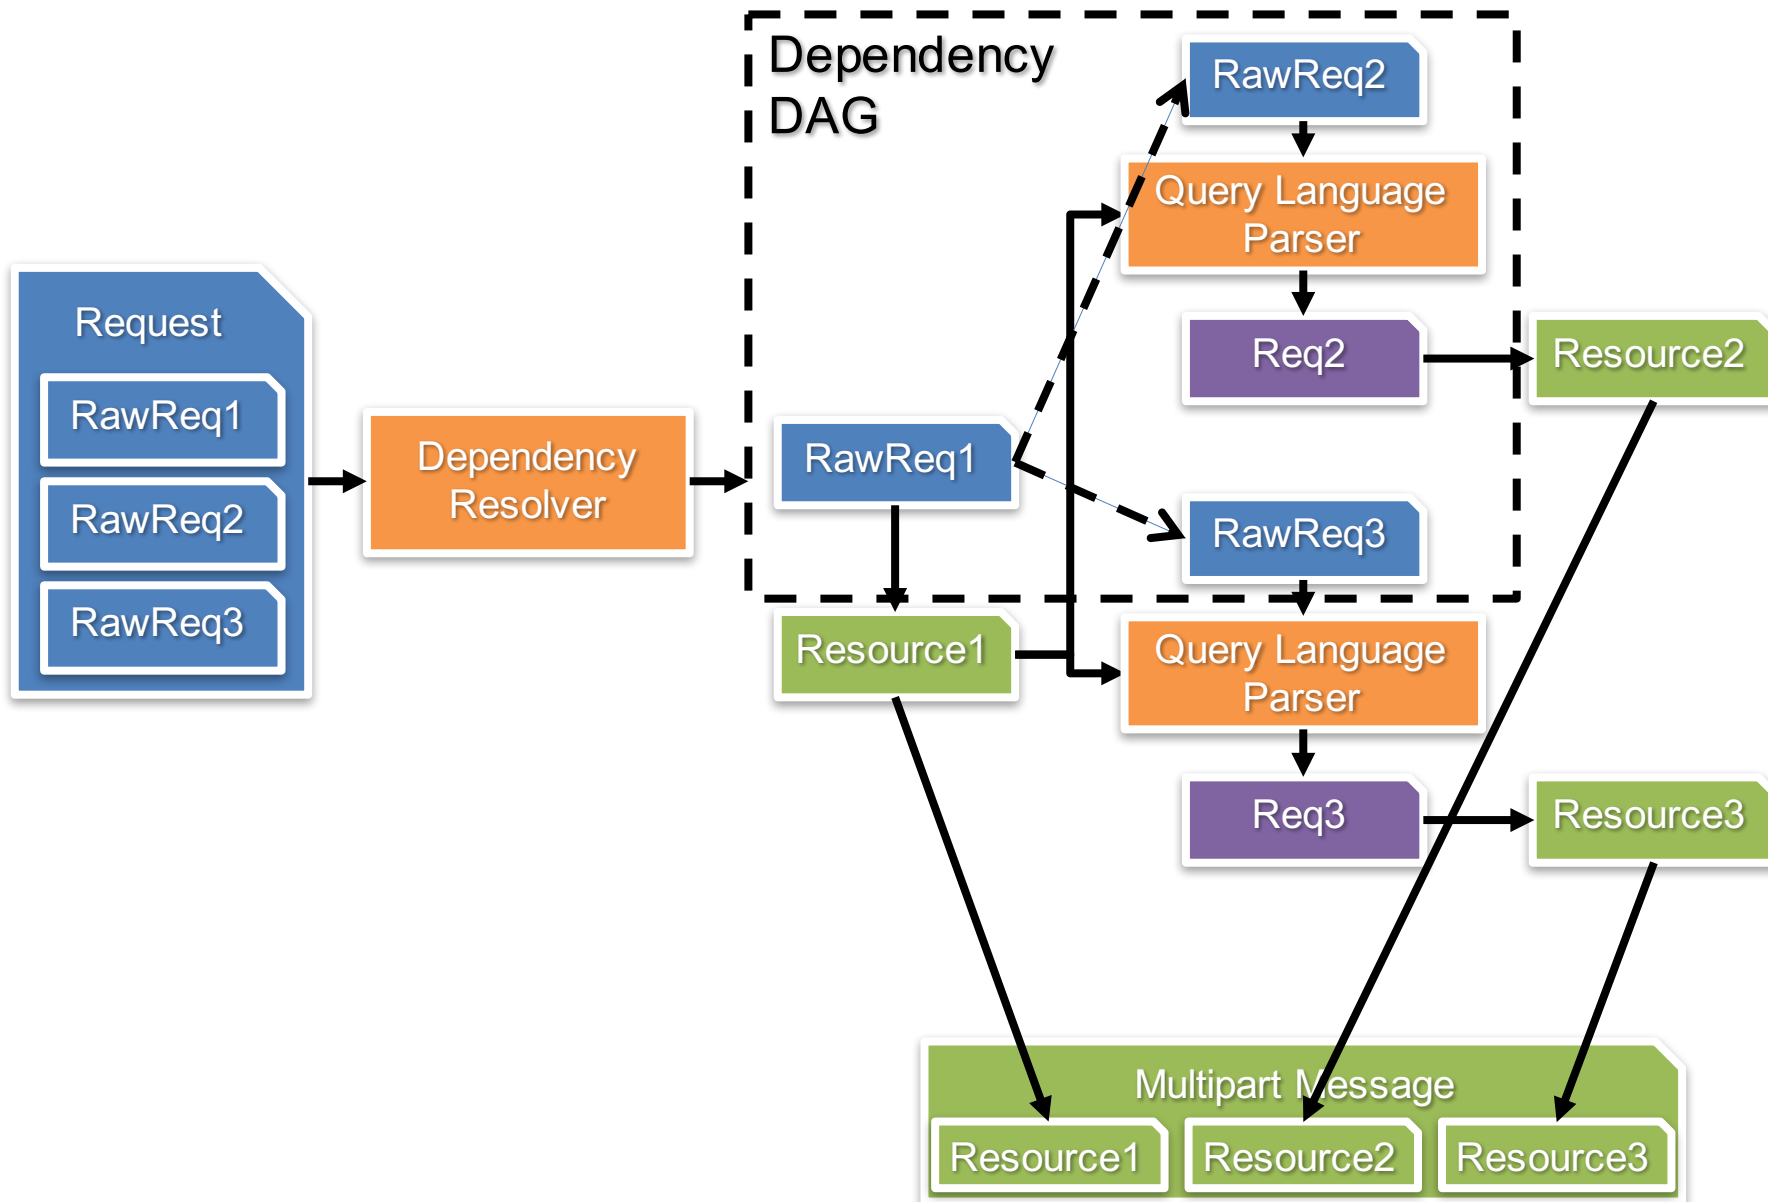 Dependency
DAG
RawReq2
Query Language
Parser
Request
Req2
Resource2
RawReq1
Dependency
Resolver
RawReq1
RawReq2
RawReq3
RawReq3
Resource1
Query Language
Parser
Req3
Resource3
Multipart Message
Resource1
Resource2
Resource3